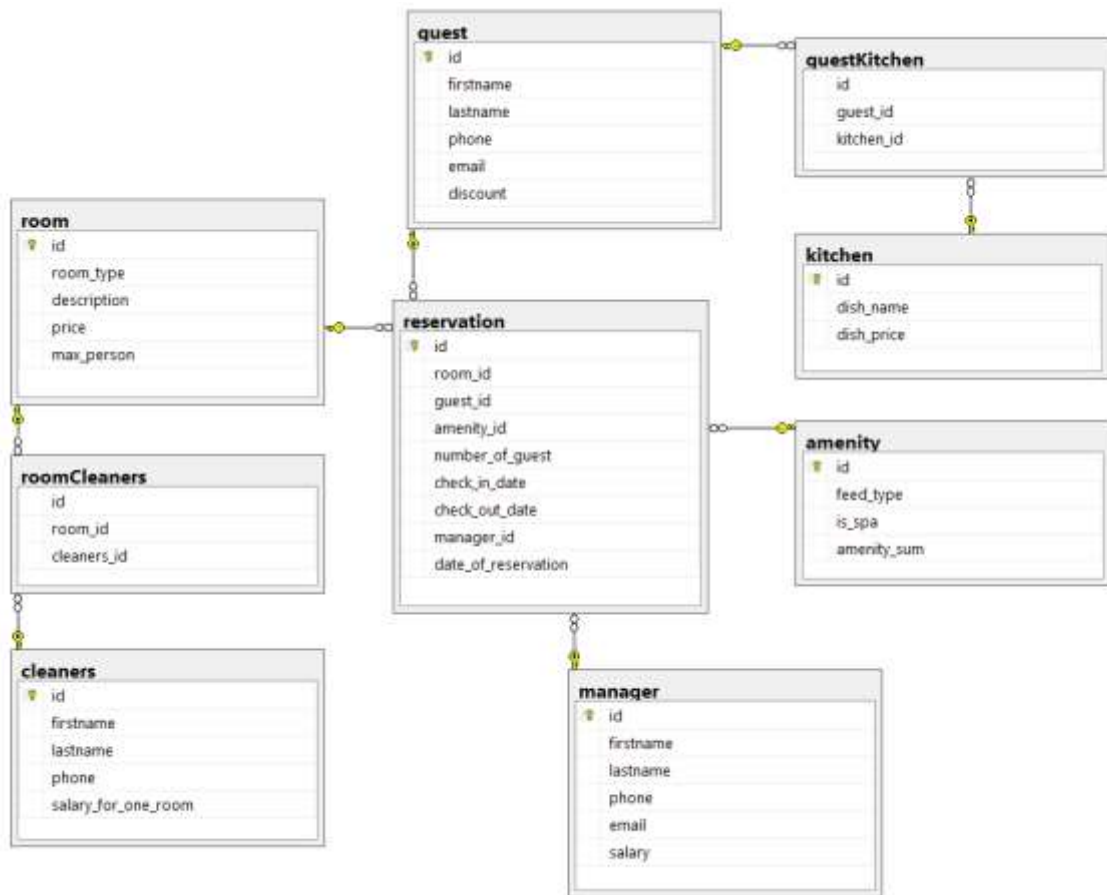 quest
id
firstname
lastname
phone
email
discount
questKitchen
id
guest_id
kitchen_id
room
id
room_type
description
price
max_person
kitchen
id
dish_name
dish_price
reservation
id
room_id
guest_id
amenity_id
number_of_guest
check_in_date
check_out_date
manager_id
date_of_reservation
amenity
id
feed_type
is_spa
amenity_sum
roomCleaners
id
room_id
cleaners_id
cleaners
id
firstname
lastname
phone
salary_for_one_room
manager
id
firstname
lastname
phone
email
salary